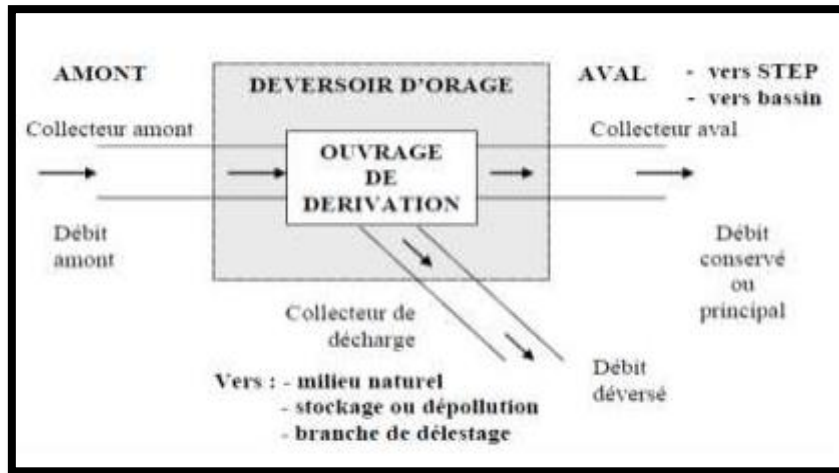 AMONT
DEVERSOIR D'ORAGE
AVAL - vers STEP
- vers bassin
Collecteur amont
Collecteur aval
OUVRAGE
DE
DERIVATION
Débit
amont
Débit
conservé
ou
principal
Collecteur de
décharge
Débit
déversé
Vers : - milieu naturel
- stockage ou dépollution
- branche de délestage